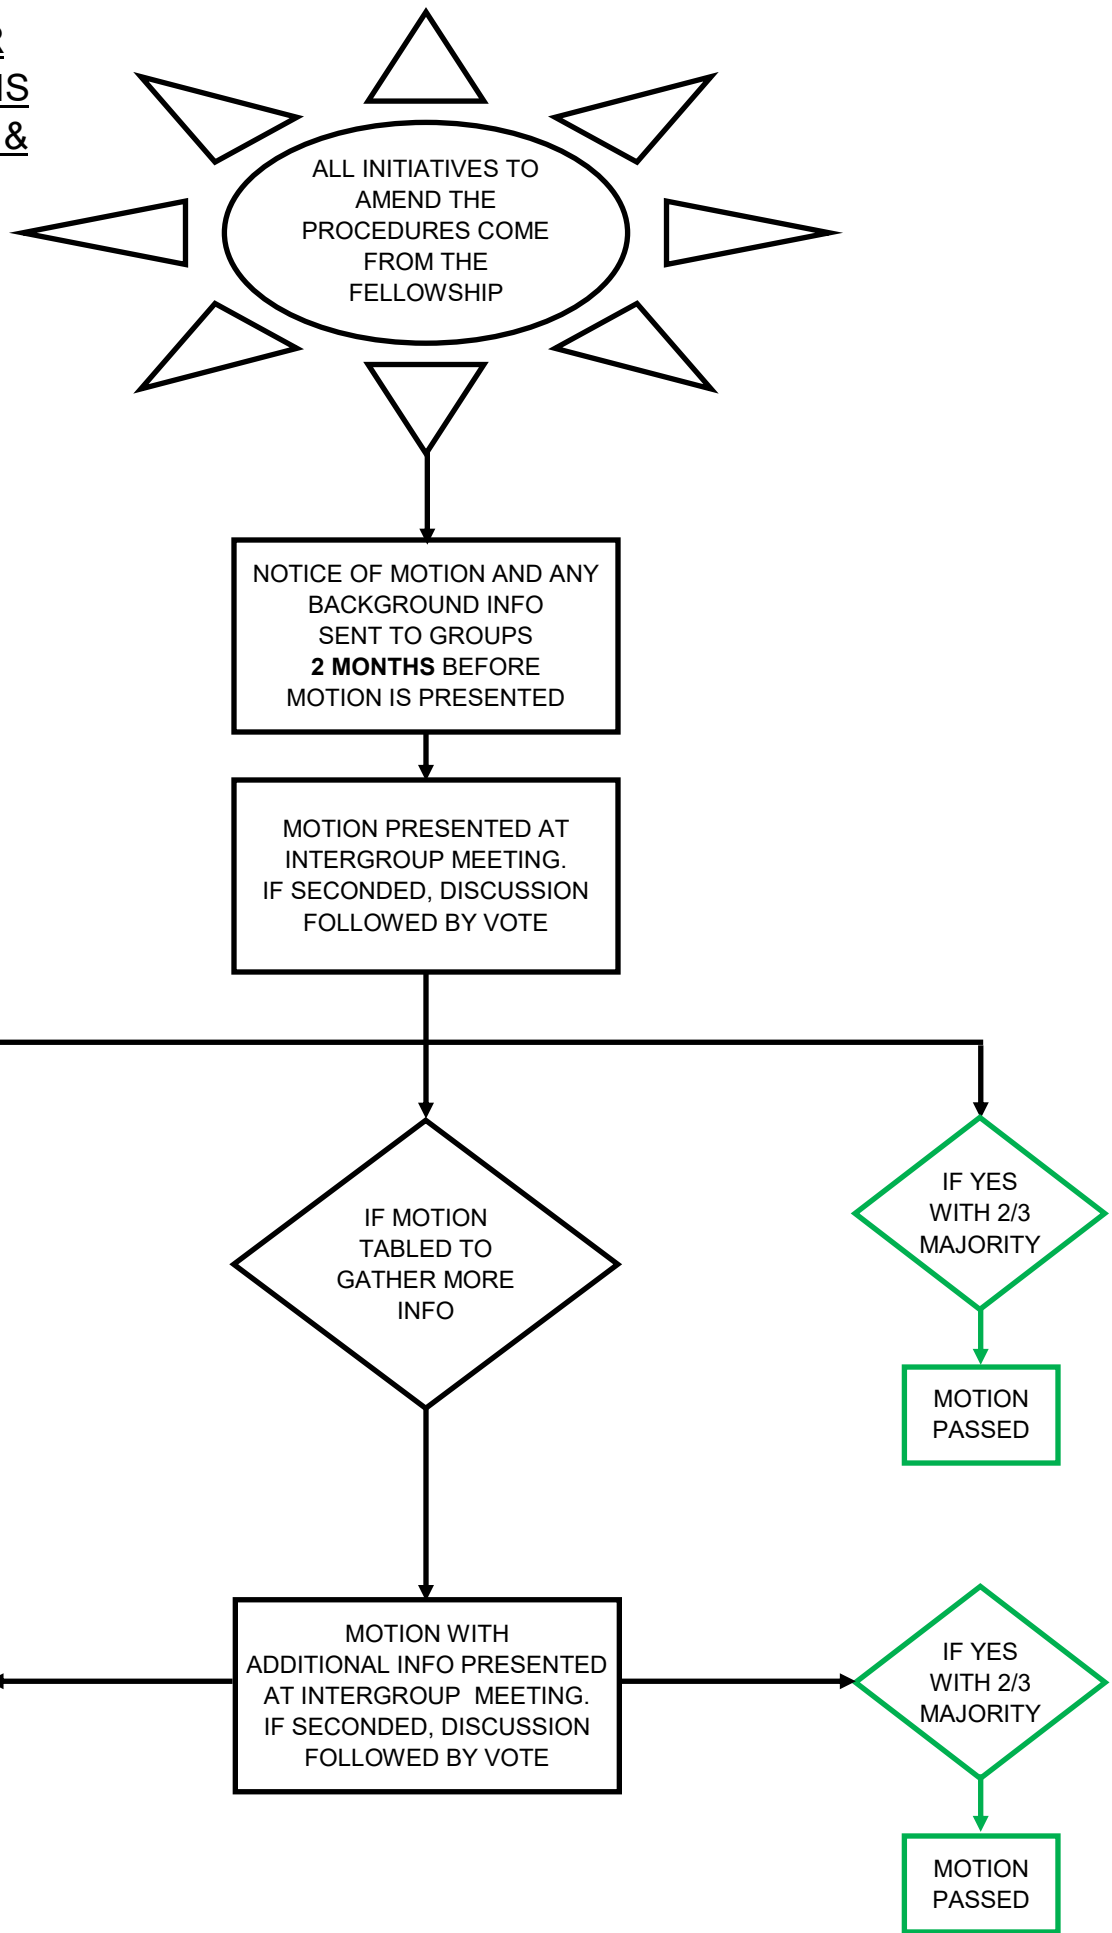 R
NS
&
ALL INITIATIVES TO
AMEND THE
PROCEDURES COME
FROM THE
FELLOWSHIP
NOTICE OF MOTION AND ANY
BACKGROUND INFO
SENT TO GROUPS
2 MONTHS BEFORE
MOTION IS PRESENTED
MOTION PRESENTED AT
INTERGROUP MEETING.
IF SECONDED, DISCUSSION
FOLLOWED BY VOTE
IF MOTION
TABLED TO
GATHER MORE
INFO
IF YES
WITH 2/3
MAJORITY
MOTION
PASSED
MOTION WITH
ADDITIONAL INFO PRESENTED
AT INTERGROUP MEETING.
IF SECONDED, DISCUSSION
FOLLOWED BY VOTE
IF YES
WITH 2/3
MAJORITY
MOTION
PASSED